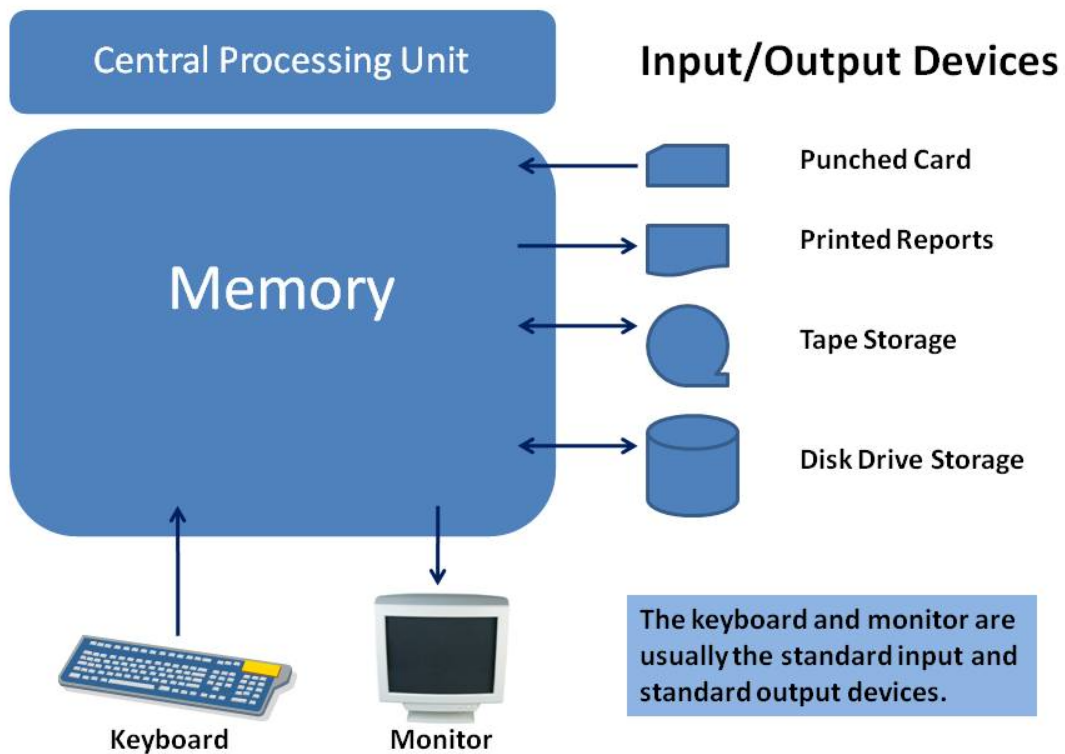 Central Processing Unit
Input/Output Devices
Memory
Punched Card
Printed Reports
Tape Storage
Disk Drive Storage
The keyboard and monitor are
usually the standard input and
standard output devices.
Keyboard
Monitor